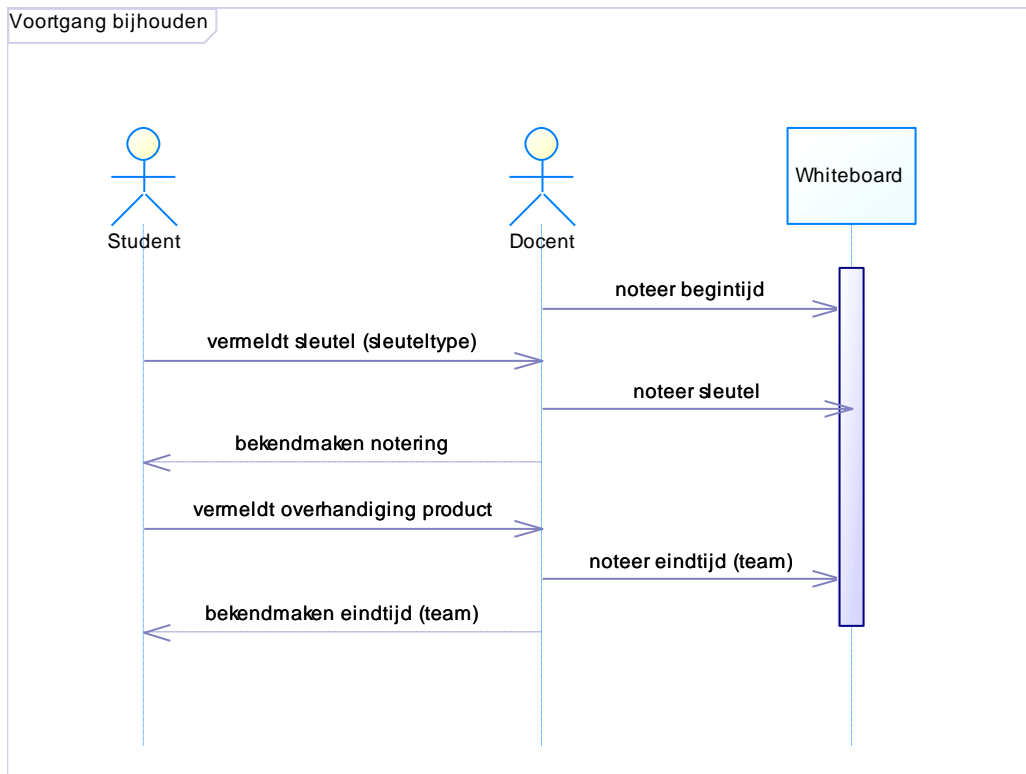 Voortgang bijhouden
Student
Docent
Whiteboard
noteer begintijd
vermeldt sleutel (sleuteltype)
noteer sleutel
bekendmaken notering
vermeldt overhandiging product
noteer eindtijd (team)
bekendmaken eindtijd (team)